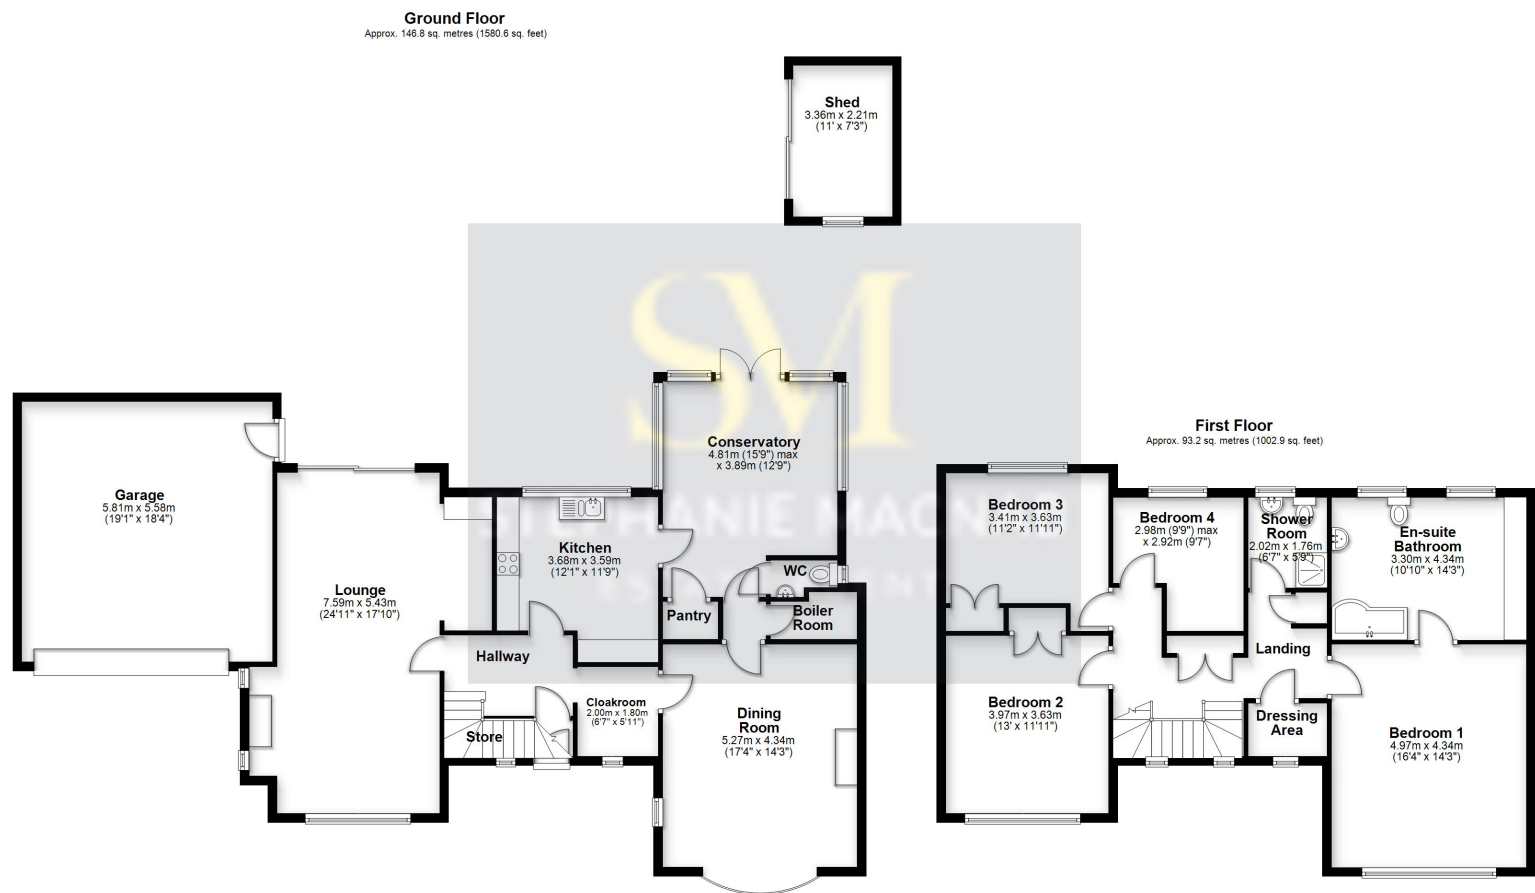 Ground Floor
Approx. 146.8 sq. metres (1580.6 sq. feet)
Shed
3.36m x 2.21m
(11' x 7'3")
SM
Conservatory
4.81m (15'9") max
x 3.89m (12'9")
Garage
5.81m x 5.58m
(19'1" x 18'4")
Lounge
7.59m x 5.43m
(24'11" x 17'10")
Kitchen
3.68m x 3.59m
(12'1" x 11'9")
WC
Pantry
Boiler
Room
Hallway
Cloakroom
2.00m x 1.80m
(6'7" x 5'11")
Store
Dining
Room
5.27m x 4.34m
(17'4" x 14'3")
First Floor
Approx. 93.2 sq. metres (1002.9 sq. feet)
Bedroom 3
3.41m x 3.63m
(11'2" x 11'11")
Bedroom 4
2.98m (9'9") max
x 2.92m (9'7")
Shower
Room
2.02m x 1.76m
(6'7" x 5'9")
En-suite
Bathroom
3.30m x 4.34m
(10'10" x 14'3")
Landing
Bedroom 2
3.97m x 3.63m
(13' x 11'11")
Dressing
Area
Bedroom 1
4.97m x 4.34m
(16'4" x 14'3")